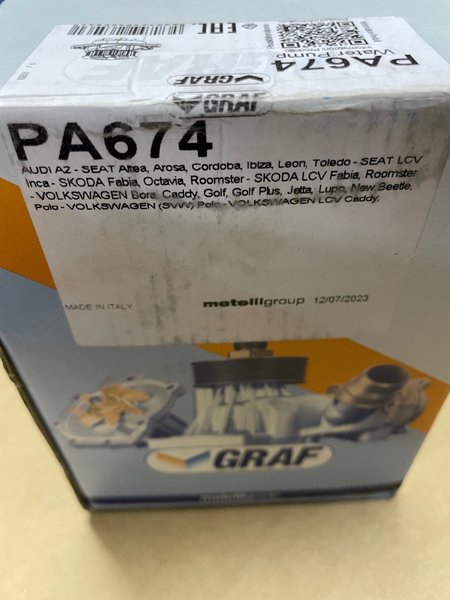 EAC
PA674
Water Pump
GRAF
PA674
AUDI A2 - SEAT Altea, Arosa, Cordoba, Ibiza, Leon, Toledo - SEAT LCV
Inca - SKODA Fabia, Octavia, Roomster - SKODA LCV Fabia, Roomster
- VOLKSWAGEN Bora, Caddy, Golf, Golf Plus, Jetta, Lupo, New Beetle,
Polo - VOLKSWAGEN (SVW) Polo - VOLKSWAGEN LCV Caddy,
MADE IN ITALY metelligroup 12/07/2023
GRAF
metelligroup